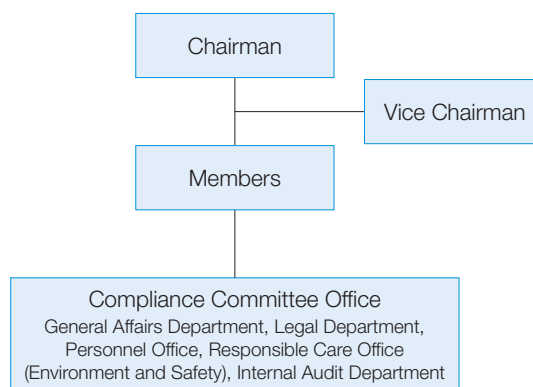 Chairman
Vice Chairman
Members
Compliance Committee Office
General Affairs Department, Legal Department,
Personnel Office, Responsible Care Office
(Environment and Safety), Internal Audit Department